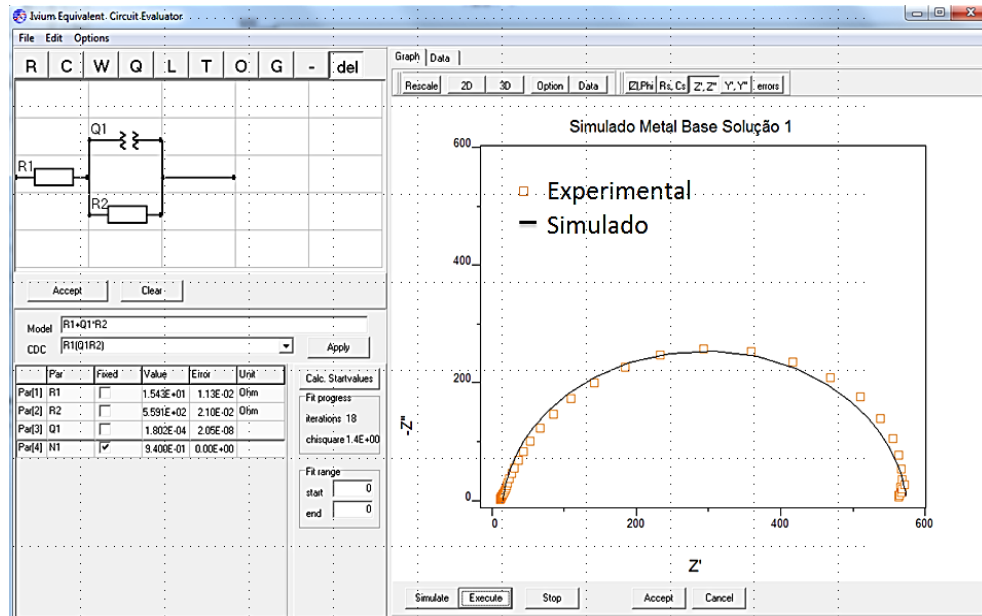 Ivium Equivalent Circuit Evaluator
File Edit Options
R C W Q L T O G - del
Q1
R1
R2
Accept Clear
Model R1+Q1*R2
CDC R1(Q1R2) Apply
Par Fixed Value Error Unit
Par[1] R1 1.543E+01 1.13E-02 Ohm
Par[2] R2 5.591E+02 2.10E-02 Ohm
Par[3] Q1 1.802E-04 2.05E-08
Par[4] N1 9.400E-01 0.00E+00
Calc. Startvalues
Fit progress
iterations 18
chisquare 1.4E+00
Fit range
start 0
end 0
Graph Data
Rescale 2D 3D Option Data |Z|,Phi Rs, Cs Z', Z'' Y', Y'' errors
Simulado Metal Base Solução 1
600
Experimental
Simulado
400
200
-Z''
0
0 200 400 600
Z'
Simulate Execute Stop Accept Cancel